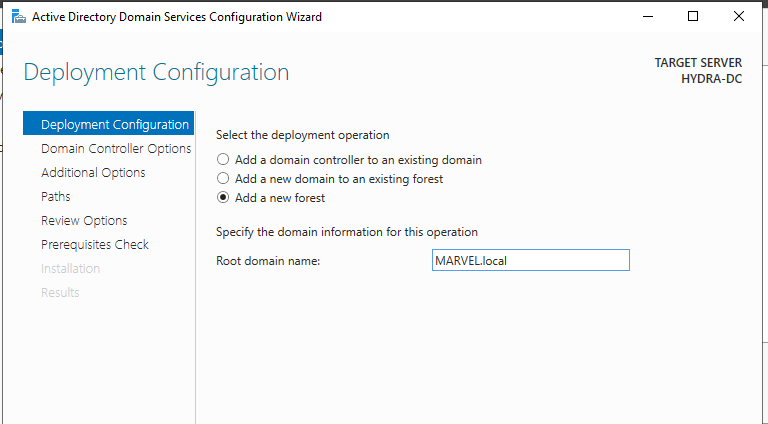 Active Directory Domain Services Configuration Wizard
Deployment Configuration
TARGET SERVER
HYDRA-DC
Deployment Configuration
Domain Controller Options
Additional Options
Paths
Review Options
Prerequisites Check
Installation
Results
Select the deployment operation
Add a domain controller to an existing domain
Add a new domain to an existing forest
Add a new forest
Specify the domain information for this operation
Root domain name:
MARVEL.local